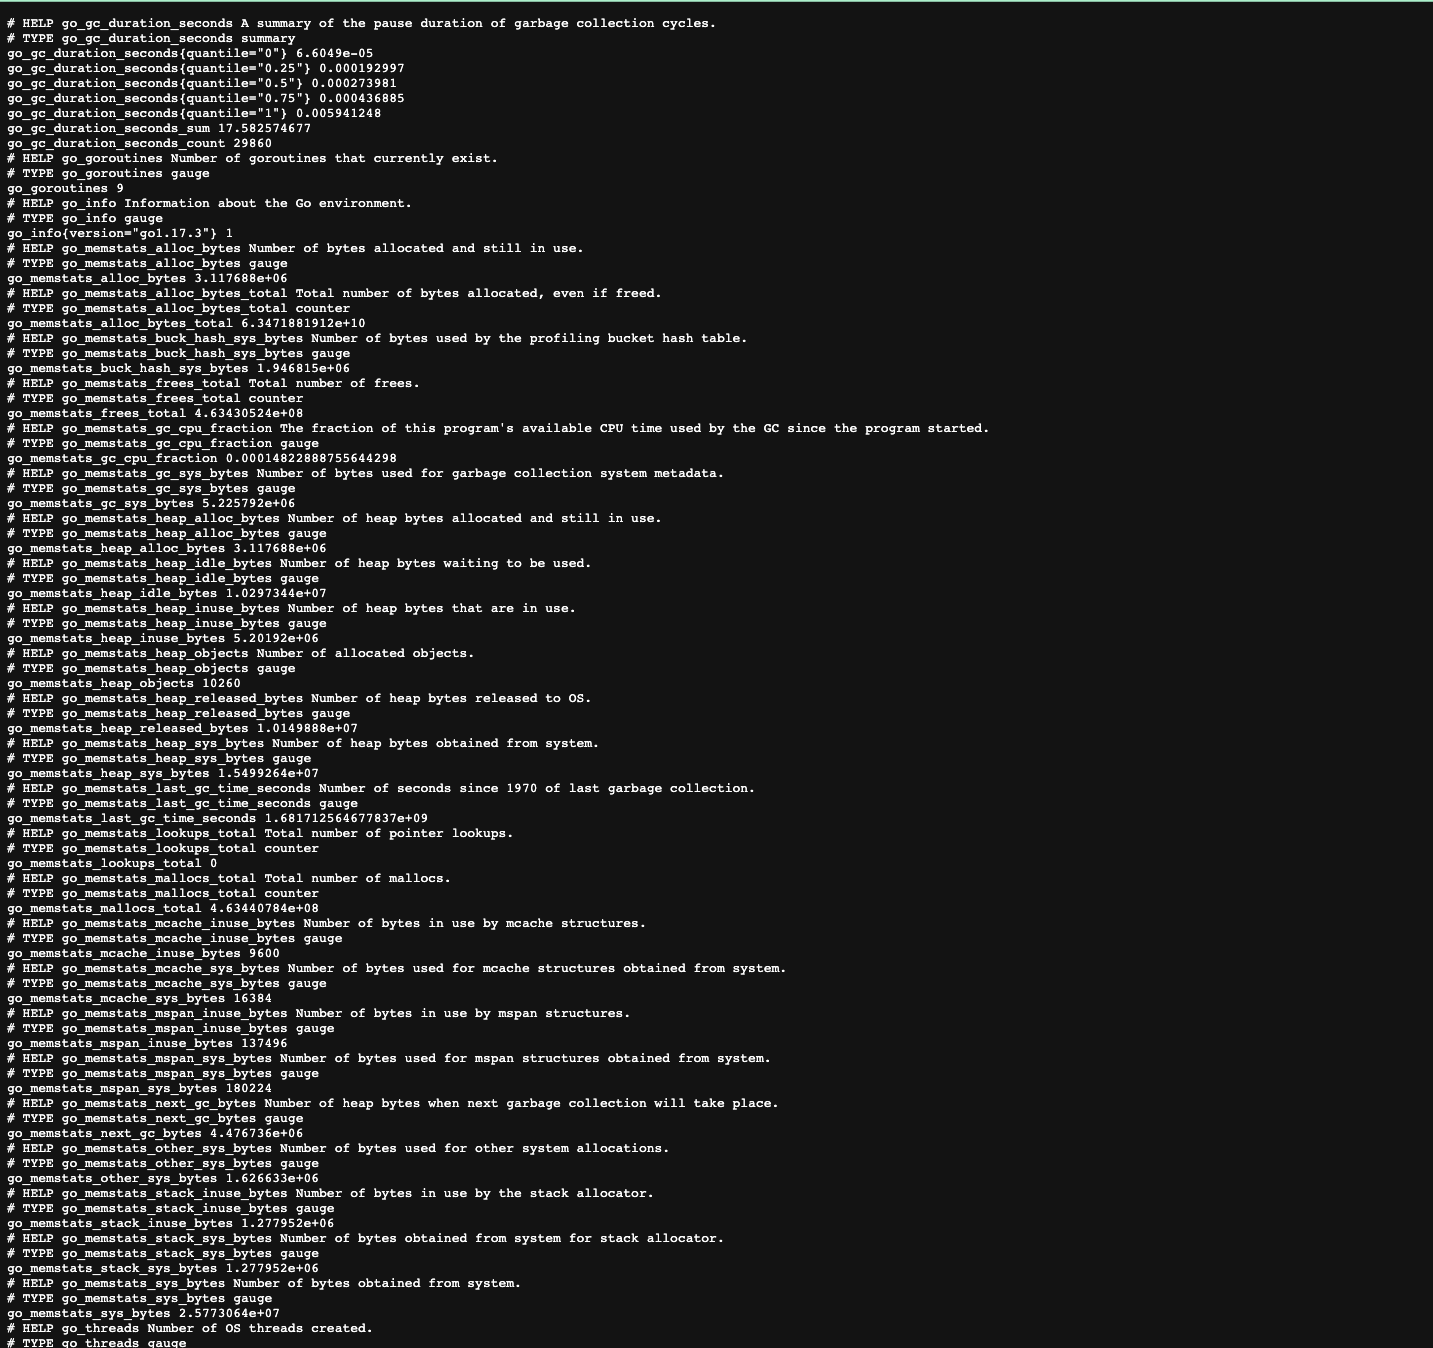 # HELP go_gc_duration_seconds A summary of the pause duration of garbage collection cycles.
# TYPE go_gc_duration_seconds summary
go_gc_duration_seconds{quantile="0"} 6.6049e-05
go_gc_duration_seconds{quantile="0.25"} 0.000192997
go_gc_duration_seconds{quantile="0.5"} 0.000273981
go_gc_duration_seconds{quantile="0.75"} 0.000436885
go_gc_duration_seconds{quantile="1"} 0.005941248
go_gc_duration_seconds_sum 17.582574677
go_gc_duration_seconds_count 29860
# HELP go_goroutines Number of goroutines that currently exist.
# TYPE go_goroutines gauge
go_goroutines 9
# HELP go_info Information about the Go environment.
# TYPE go_info gauge
go_info{version="go1.17.3"} 1
# HELP go_memstats_alloc_bytes Number of bytes allocated and still in use.
# TYPE go_memstats_alloc_bytes gauge
go_memstats_alloc_bytes 3.117688e+06
# HELP go_memstats_alloc_bytes_total Total number of bytes allocated, even if freed.
# TYPE go_memstats_alloc_bytes_total counter
go_memstats_alloc_bytes_total 6.3471881912e+10
# HELP go_memstats_buck_hash_sys_bytes Number of bytes used by the profiling bucket hash table.
# TYPE go_memstats_buck_hash_sys_bytes gauge
go_memstats_buck_hash_sys_bytes 1.946815e+06
# HELP go_memstats_frees_total Total number of frees.
# TYPE go_memstats_frees_total counter
go_memstats_frees_total 4.63430524e+08
# HELP go_memstats_gc_cpu_fraction The fraction of this program's available CPU time used by the GC since the program started.
# TYPE go_memstats_gc_cpu_fraction gauge
go_memstats_gc_cpu_fraction 0.00014822888755644298
# HELP go_memstats_gc_sys_bytes Number of bytes used for garbage collection system metadata.
# TYPE go_memstats_gc_sys_bytes gauge
go_memstats_gc_sys_bytes 5.225792e+06
# HELP go_memstats_heap_alloc_bytes Number of heap bytes allocated and still in use.
# TYPE go_memstats_heap_alloc_bytes gauge
go_memstats_heap_alloc_bytes 3.117688e+06
# HELP go_memstats_heap_idle_bytes Number of heap bytes waiting to be used.
# TYPE go_memstats_heap_idle_bytes gauge
go_memstats_heap_idle_bytes 1.0297344e+07
# HELP go_memstats_heap_inuse_bytes Number of heap bytes that are in use.
# TYPE go_memstats_heap_inuse_bytes gauge
go_memstats_heap_inuse_bytes 5.20192e+06
# HELP go_memstats_heap_objects Number of allocated objects.
# TYPE go_memstats_heap_objects gauge
go_memstats_heap_objects 10260
# HELP go_memstats_heap_released_bytes Number of heap bytes released to OS.
# TYPE go_memstats_heap_released_bytes gauge
go_memstats_heap_released_bytes 1.0149888e+07
# HELP go_memstats_heap_sys_bytes Number of heap bytes obtained from system.
# TYPE go_memstats_heap_sys_bytes gauge
go_memstats_heap_sys_bytes 1.5499264e+07
# HELP go_memstats_last_gc_time_seconds Number of seconds since 1970 of last garbage collection.
# TYPE go_memstats_last_gc_time_seconds gauge
go_memstats_last_gc_time_seconds 1.681712564677837e+09
# HELP go_memstats_lookups_total Total number of pointer lookups.
# TYPE go_memstats_lookups_total counter
go_memstats_lookups_total 0
# HELP go_memstats_mallocs_total Total number of mallocs.
# TYPE go_memstats_mallocs_total counter
go_memstats_mallocs_total 4.63440784e+08
# HELP go_memstats_mcache_inuse_bytes Number of bytes in use by mcache structures.
# TYPE go_memstats_mcache_inuse_bytes gauge
go_memstats_mcache_inuse_bytes 9600
# HELP go_memstats_mcache_sys_bytes Number of bytes used for mcache structures obtained from system.
# TYPE go_memstats_mcache_sys_bytes gauge
go_memstats_mcache_sys_bytes 16384
# HELP go_memstats_mspan_inuse_bytes Number of bytes in use by mspan structures.
# TYPE go_memstats_mspan_inuse_bytes gauge
go_memstats_mspan_inuse_bytes 137496
# HELP go_memstats_mspan_sys_bytes Number of bytes used for mspan structures obtained from system.
# TYPE go_memstats_mspan_sys_bytes gauge
go_memstats_mspan_sys_bytes 180224
# HELP go_memstats_next_gc_bytes Number of heap bytes when next garbage collection will take place.
# TYPE go_memstats_next_gc_bytes gauge
go_memstats_next_gc_bytes 4.476736e+06
# HELP go_memstats_other_sys_bytes Number of bytes used for other system allocations.
# TYPE go_memstats_other_sys_bytes gauge
go_memstats_other_sys_bytes 1.626633e+06
# HELP go_memstats_stack_inuse_bytes Number of bytes in use by the stack allocator.
# TYPE go_memstats_stack_inuse_bytes gauge
go_memstats_stack_inuse_bytes 1.277952e+06
# HELP go_memstats_stack_sys_bytes Number of bytes obtained from system for stack allocator.
# TYPE go_memstats_stack_sys_bytes gauge
go_memstats_stack_sys_bytes 1.277952e+06
# HELP go_memstats_sys_bytes Number of bytes obtained from system.
# TYPE go_memstats_sys_bytes gauge
go_memstats_sys_bytes 2.5773064e+07
# HELP go_threads Number of OS threads created.
# TYPE go_threads gauge